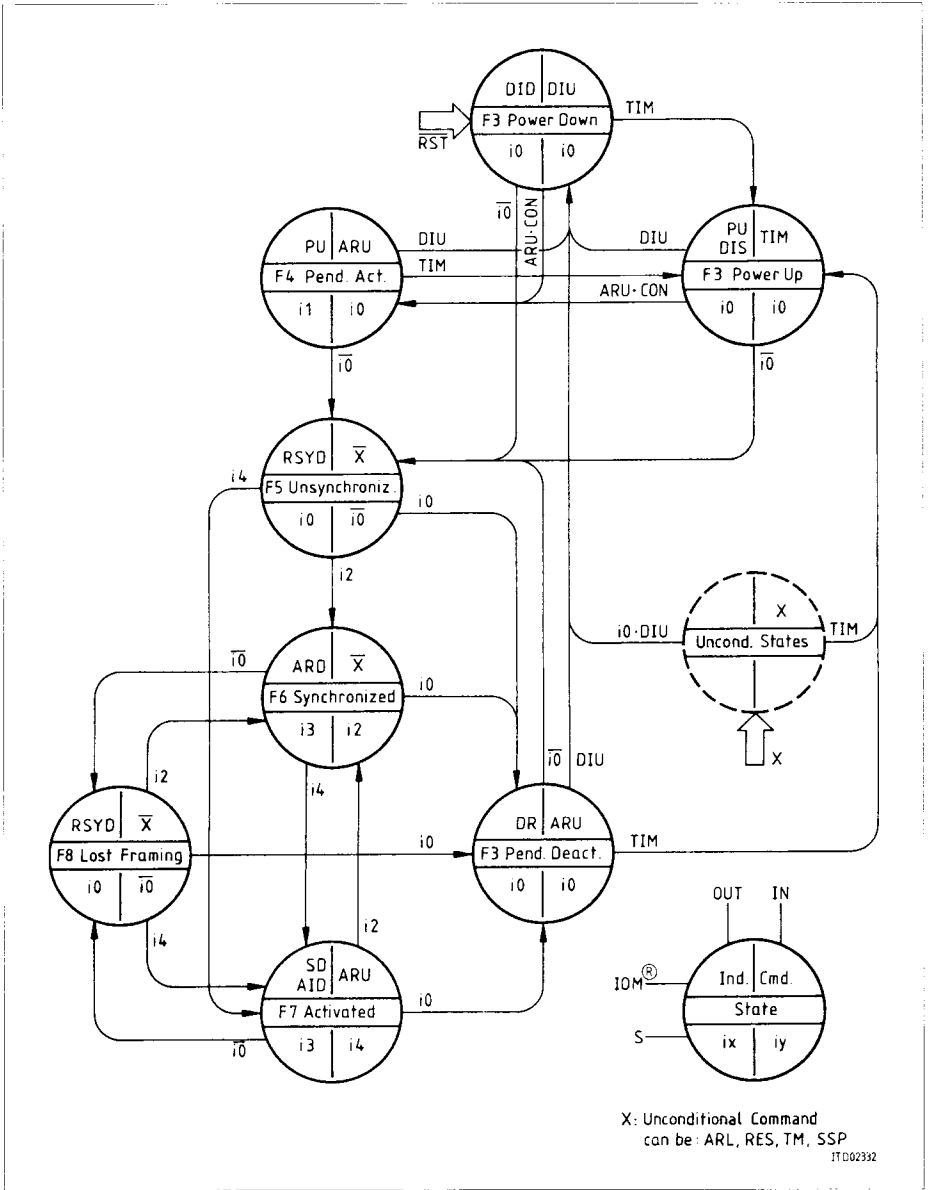 DID DIU
F3 Power Down
i0 i0
RST
TIM
i0
ARU·CON
PU ARU
F4 Pend. Act.
i1 i0
DIU
TIM
DIU
ARU·CON
PU TIM
DIS
F3 Power Up
i0 i0
i0
i0
RSYD X
F5 Unsynchroniz.
i0 i0
i4
i0
i2
X
Uncond. States
i0·DIU
TIM
X
ARD X
F6 Synchronized
i3 i2
i0
i0
i2
i4
i0 DIU
RSYD X
F8 Lost Framing
i0 i0
i0
DR ARU
F3 Pend. Deact.
i0 i0
TIM
i4
i2
SD ARU
AID
F7 Activated
i3 i4
i0
i0
OUT IN
IOM®
Ind. Cmd.
State
S
ix iy
X: Unconditional Command
can be: ARL, RES, TM, SSP
ITD02332